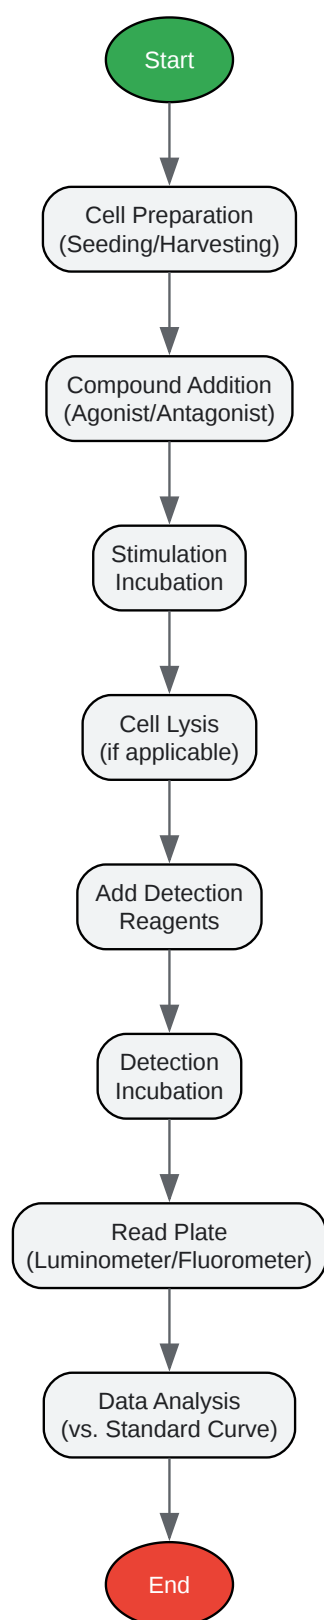 Start
Cell Preparation
(Seeding/Harvesting)
Compound Addition
(Agonist/Antagonist)
Stimulation
Incubation
Cell Lysis
(if applicable)
Add Detection
Reagents
Detection
Incubation
Read Plate
(Luminometer/Fluorometer)
Data Analysis
(vs. Standard Curve)
End